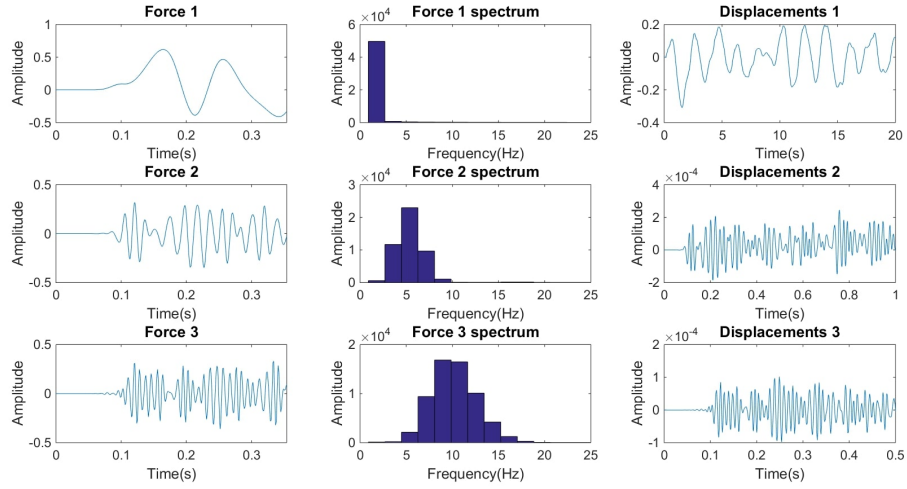 Force 1
Amplitude
1
0.5
0
-0.5
0 0.1 0.2 0.3
Time(s)
Force 1 spectrum
×10⁴
Amplitude
6
4
2
0
0 5 10 15 20 25
Frequency(Hz)
Displacements 1
Amplitude
0.2
0
-0.2
-0.4
0 5 10 15 20
Time(s)
Force 2
Amplitude
0.5
0
-0.5
0 0.1 0.2 0.3
Time(s)
Force 2 spectrum
×10⁴
Amplitude
3
2
1
0
0 5 10 15 20 25
Frequency(Hz)
Displacements 2
×10⁻⁴
Amplitude
4
2
0
-2
0 0.2 0.4 0.6 0.8 1
Time(s)
Force 3
Amplitude
0.5
0
-0.5
0 0.1 0.2 0.3
Time(s)
Force 3 spectrum
×10⁴
Amplitude
2
1
0
0 5 10 15 20 25
Frequency(Hz)
Displacements 3
×10⁻⁴
Amplitude
2
1
0
-1
0 0.1 0.2 0.3 0.4 0.5
Time(s)